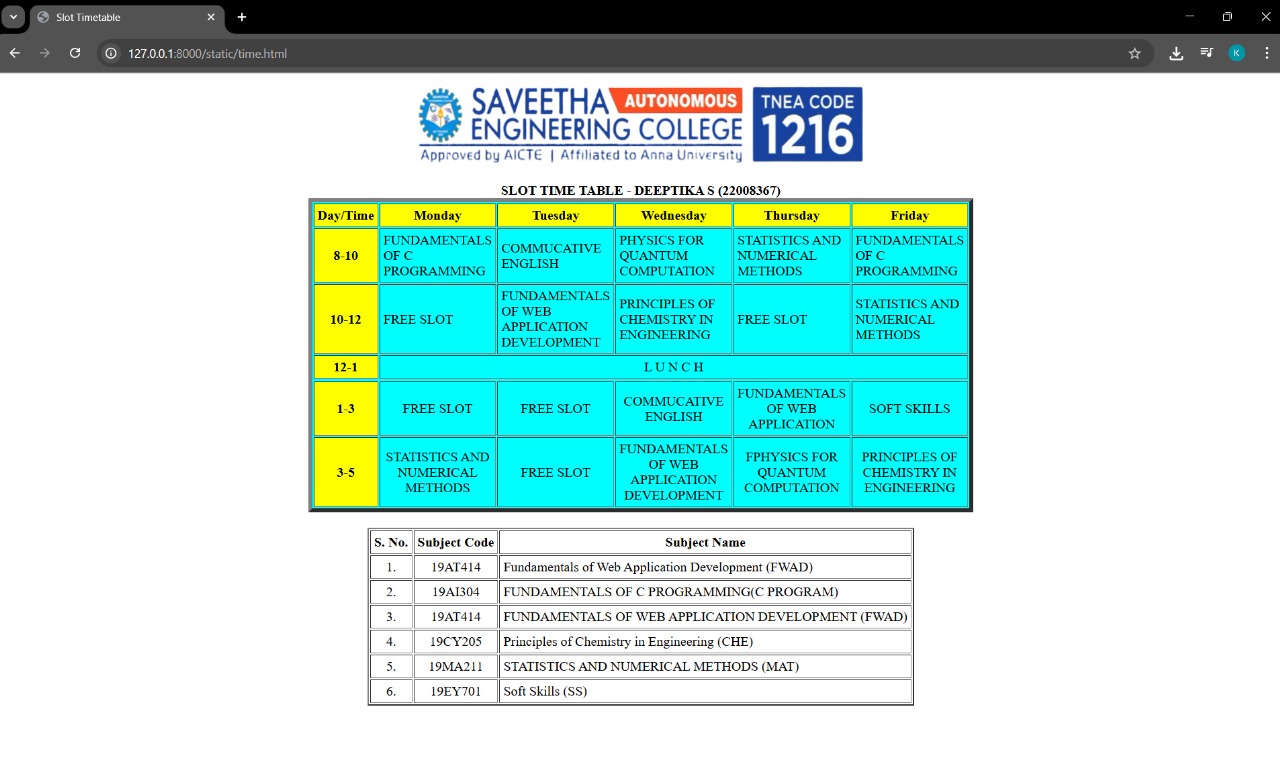 Slot Timetable
127.0.0.1:8000/static/time.html
K
SAVEETHA AUTONOMOUS
ENGINEERING COLLEGE
Approved by AICTE | Affiliated to Anna University
TNEA CODE
1216
SLOT TIME TABLE - DEEPTIKA S (22008367)
Day/Time Monday Tuesday Wednesday Thursday Friday
8-10
FUNDAMENTALS
OF C
PROGRAMMING
COMMUCATIVE
ENGLISH
PHYSICS FOR
QUANTUM
COMPUTATION
STATISTICS AND
NUMERICAL
METHODS
FUNDAMENTALS
OF C
PROGRAMMING
10-12
FREE SLOT
FUNDAMENTALS
OF WEB
APPLICATION
DEVELOPMENT
PRINCIPLES OF
CHEMISTRY IN
ENGINEERING
FREE SLOT
STATISTICS AND
NUMERICAL
METHODS
12-1
L U N C H
1-3
FREE SLOT
FREE SLOT
COMMUCATIVE
ENGLISH
FUNDAMENTALS
OF WEB
APPLICATION
SOFT SKILLS
3-5
STATISTICS AND
NUMERICAL
METHODS
FREE SLOT
FUNDAMENTALS
OF WEB
APPLICATION
DEVELOPMENT
FPHYSICS FOR
QUANTUM
COMPUTATION
PRINCIPLES OF
CHEMISTRY IN
ENGINEERING
S. No. Subject Code Subject Name
1. 19AT414 Fundamentals of Web Application Development (FWAD)
2. 19AI304 FUNDAMENTALS OF C PROGRAMMING(C PROGRAM)
3. 19AT414 FUNDAMENTALS OF WEB APPLICATION DEVELOPMENT (FWAD)
4. 19CY205 Principles of Chemistry in Engineering (CHE)
5. 19MA211 STATISTICS AND NUMERICAL METHODS (MAT)
6. 19EY701 Soft Skills (SS)